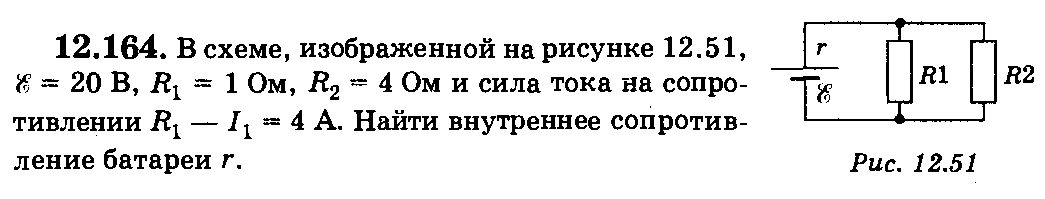 12.164. В схеме, изображенной на рисунке 12.51,
ℰ = 20 В, R₁ = 1 Ом, R₂ = 4 Ом и сила тока на сопро-
тивлении R₁ — I₁ = 4 А. Найти внутреннее сопротив-
ление батареи r.
r
ℰ
R1
R2
Рис. 12.51